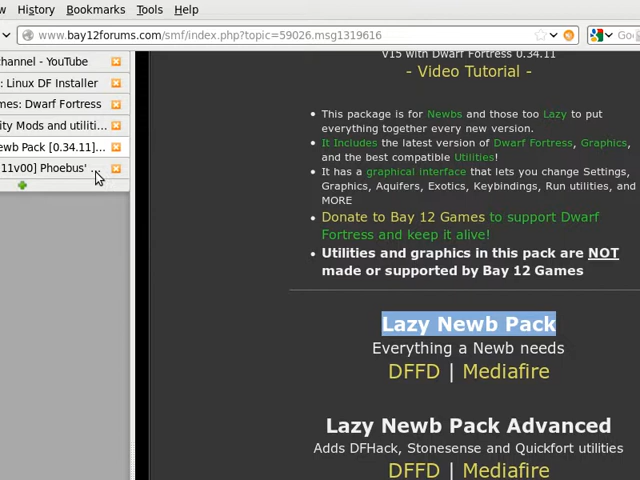 w History Bookmarks Tools Help
www.bay12forums.com/smf/index.php?topic=59026.msg1319616
Go
channel - YouTube
: Linux DF Installer
mes: Dwarf Fortress
ity Mods and utiliti...
ewb Pack [0.34.11]...
11v00] Phoebus' ...
V15 with Dwarf Fortress 0.34.11
- Video Tutorial -
• This package is for Newbs and those too Lazy to put
everything together every new version.
• It Includes the latest version of Dwarf Fortress, Graphics,
and the best compatible Utilities!
• It has a graphical interface that lets you change Settings,
Graphics, Aquifers, Exotics, Keybindings, Run utilities, and
MORE
• Donate to Bay 12 Games to support Dwarf
Fortress and keep it alive!
• Utilities and graphics in this pack are NOT
made or supported by Bay 12 Games
Lazy Newb Pack
Everything a Newb needs
DFFD | Mediafire
Lazy Newb Pack Advanced
Adds DFHack, Stonesense and Quickfort utilities
DFFD | Mediafire